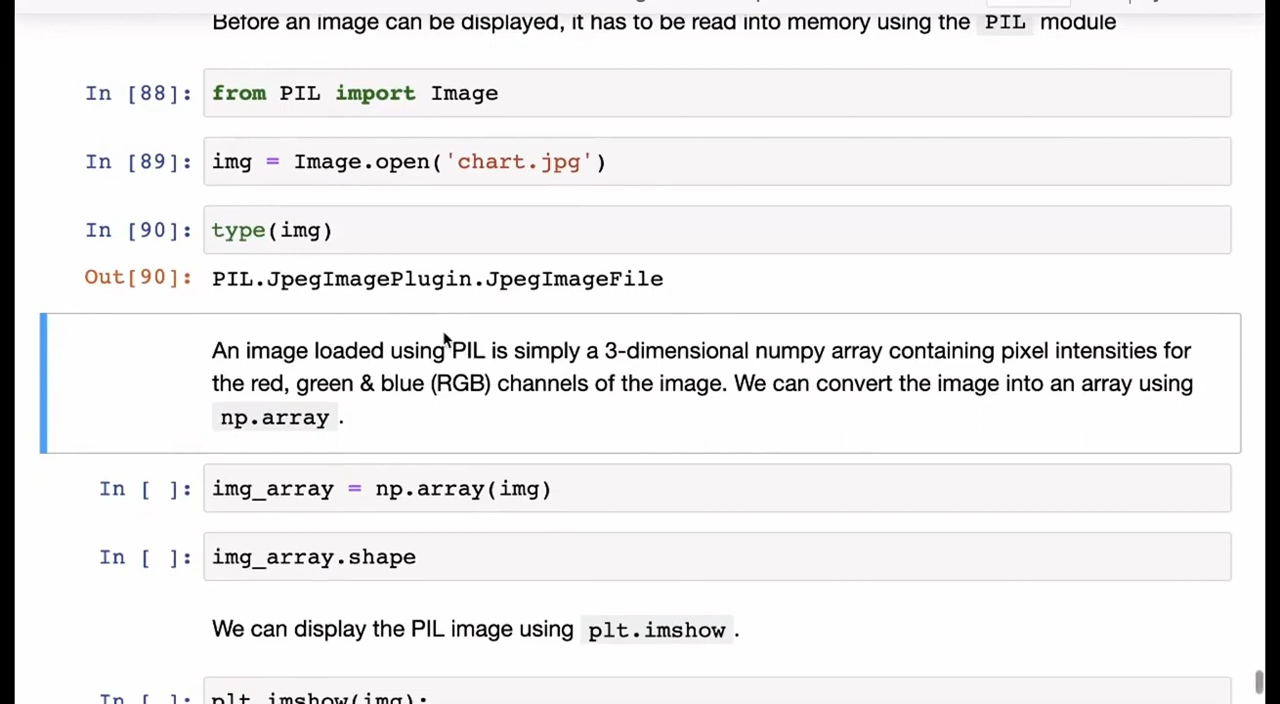 Before an image can be displayed, it has to be read into memory using the PIL module
In [88]: from PIL import Image
In [89]: img = Image.open('chart.jpg')
In [90]: type(img)
Out[90]: PIL.JpegImagePlugin.JpegImageFile
An image loaded using PIL is simply a 3-dimensional numpy array containing pixel intensities for
the red, green & blue (RGB) channels of the image. We can convert the image into an array using
np.array .
In [ ]: img_array = np.array(img)
In [ ]: img_array.shape
We can display the PIL image using plt.imshow .
In [ ]: plt.imshow(img);